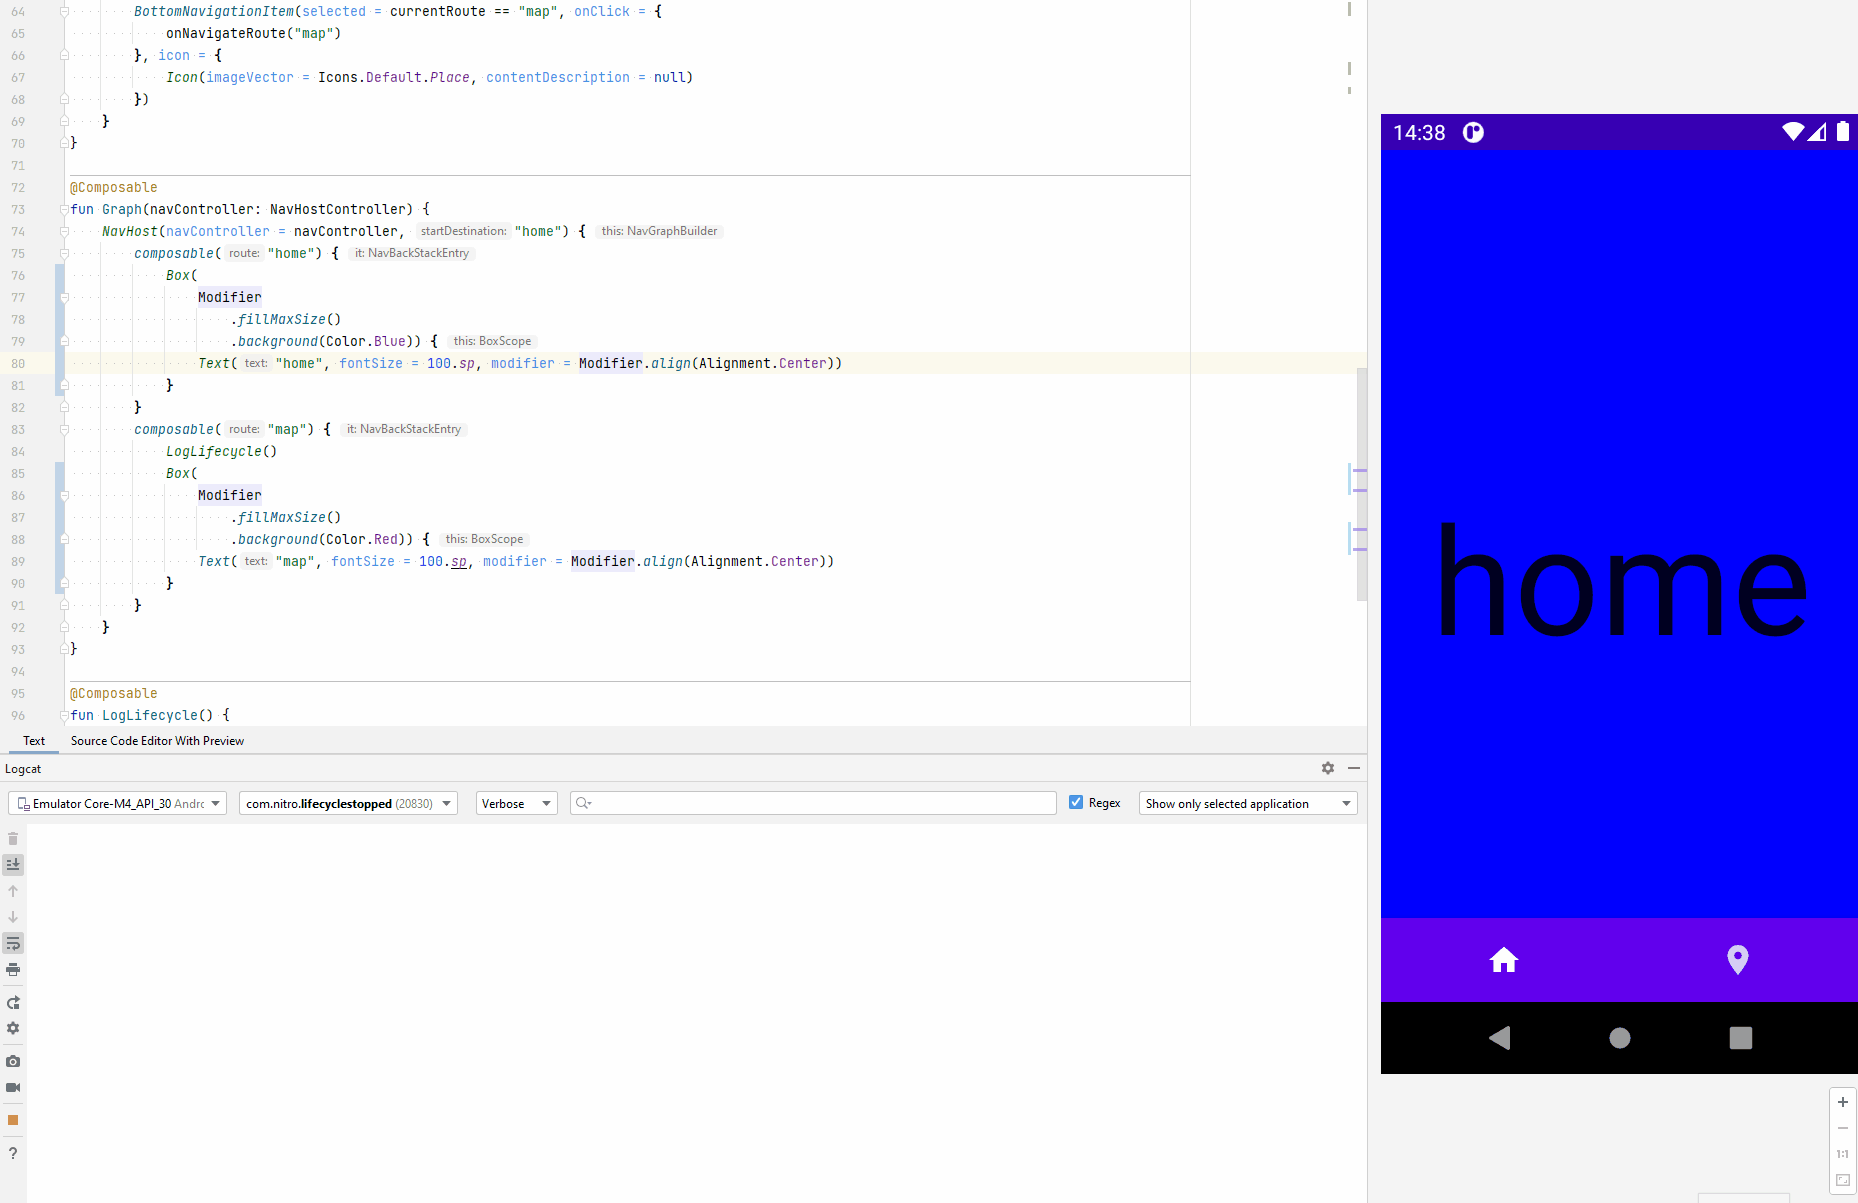 64 BottomNavigationItem(selected = currentRoute == "map", onClick = {
65 onNavigateRoute("map")
66 }, icon = {
67 Icon(imageVector = Icons.Default.Place, contentDescription = null)
68 })
69 }
70 }
71
72 @Composable
73 fun Graph(navController: NavHostController) {
74 NavHost(navController = navController, startDestination: "home") { this: NavGraphBuilder
75 composable( route: "home") { it: NavBackStackEntry
76 Box(
77 Modifier
78 .fillMaxSize()
79 .background(Color.Blue)) { this: BoxScope
80 Text( text: "home", fontSize = 100.sp, modifier = Modifier.align(Alignment.Center))
81 }
82 }
83 composable( route: "map") { it: NavBackStackEntry
84 LogLifecycle()
85 Box(
86 Modifier
87 .fillMaxSize()
88 .background(Color.Red)) { this: BoxScope
89 Text( text: "map", fontSize = 100.sp, modifier = Modifier.align(Alignment.Center))
90 }
91 }
92 }
93 }
94
95 @Composable
96 fun LogLifecycle() {
Text Source Code Editor With Preview
Logcat
Emulator Core-M4_API_30 Andrc com.nitro.lifecyclestopped (20830) Verbose Regex Show only selected application
?
14:38
home
+
−
1:1